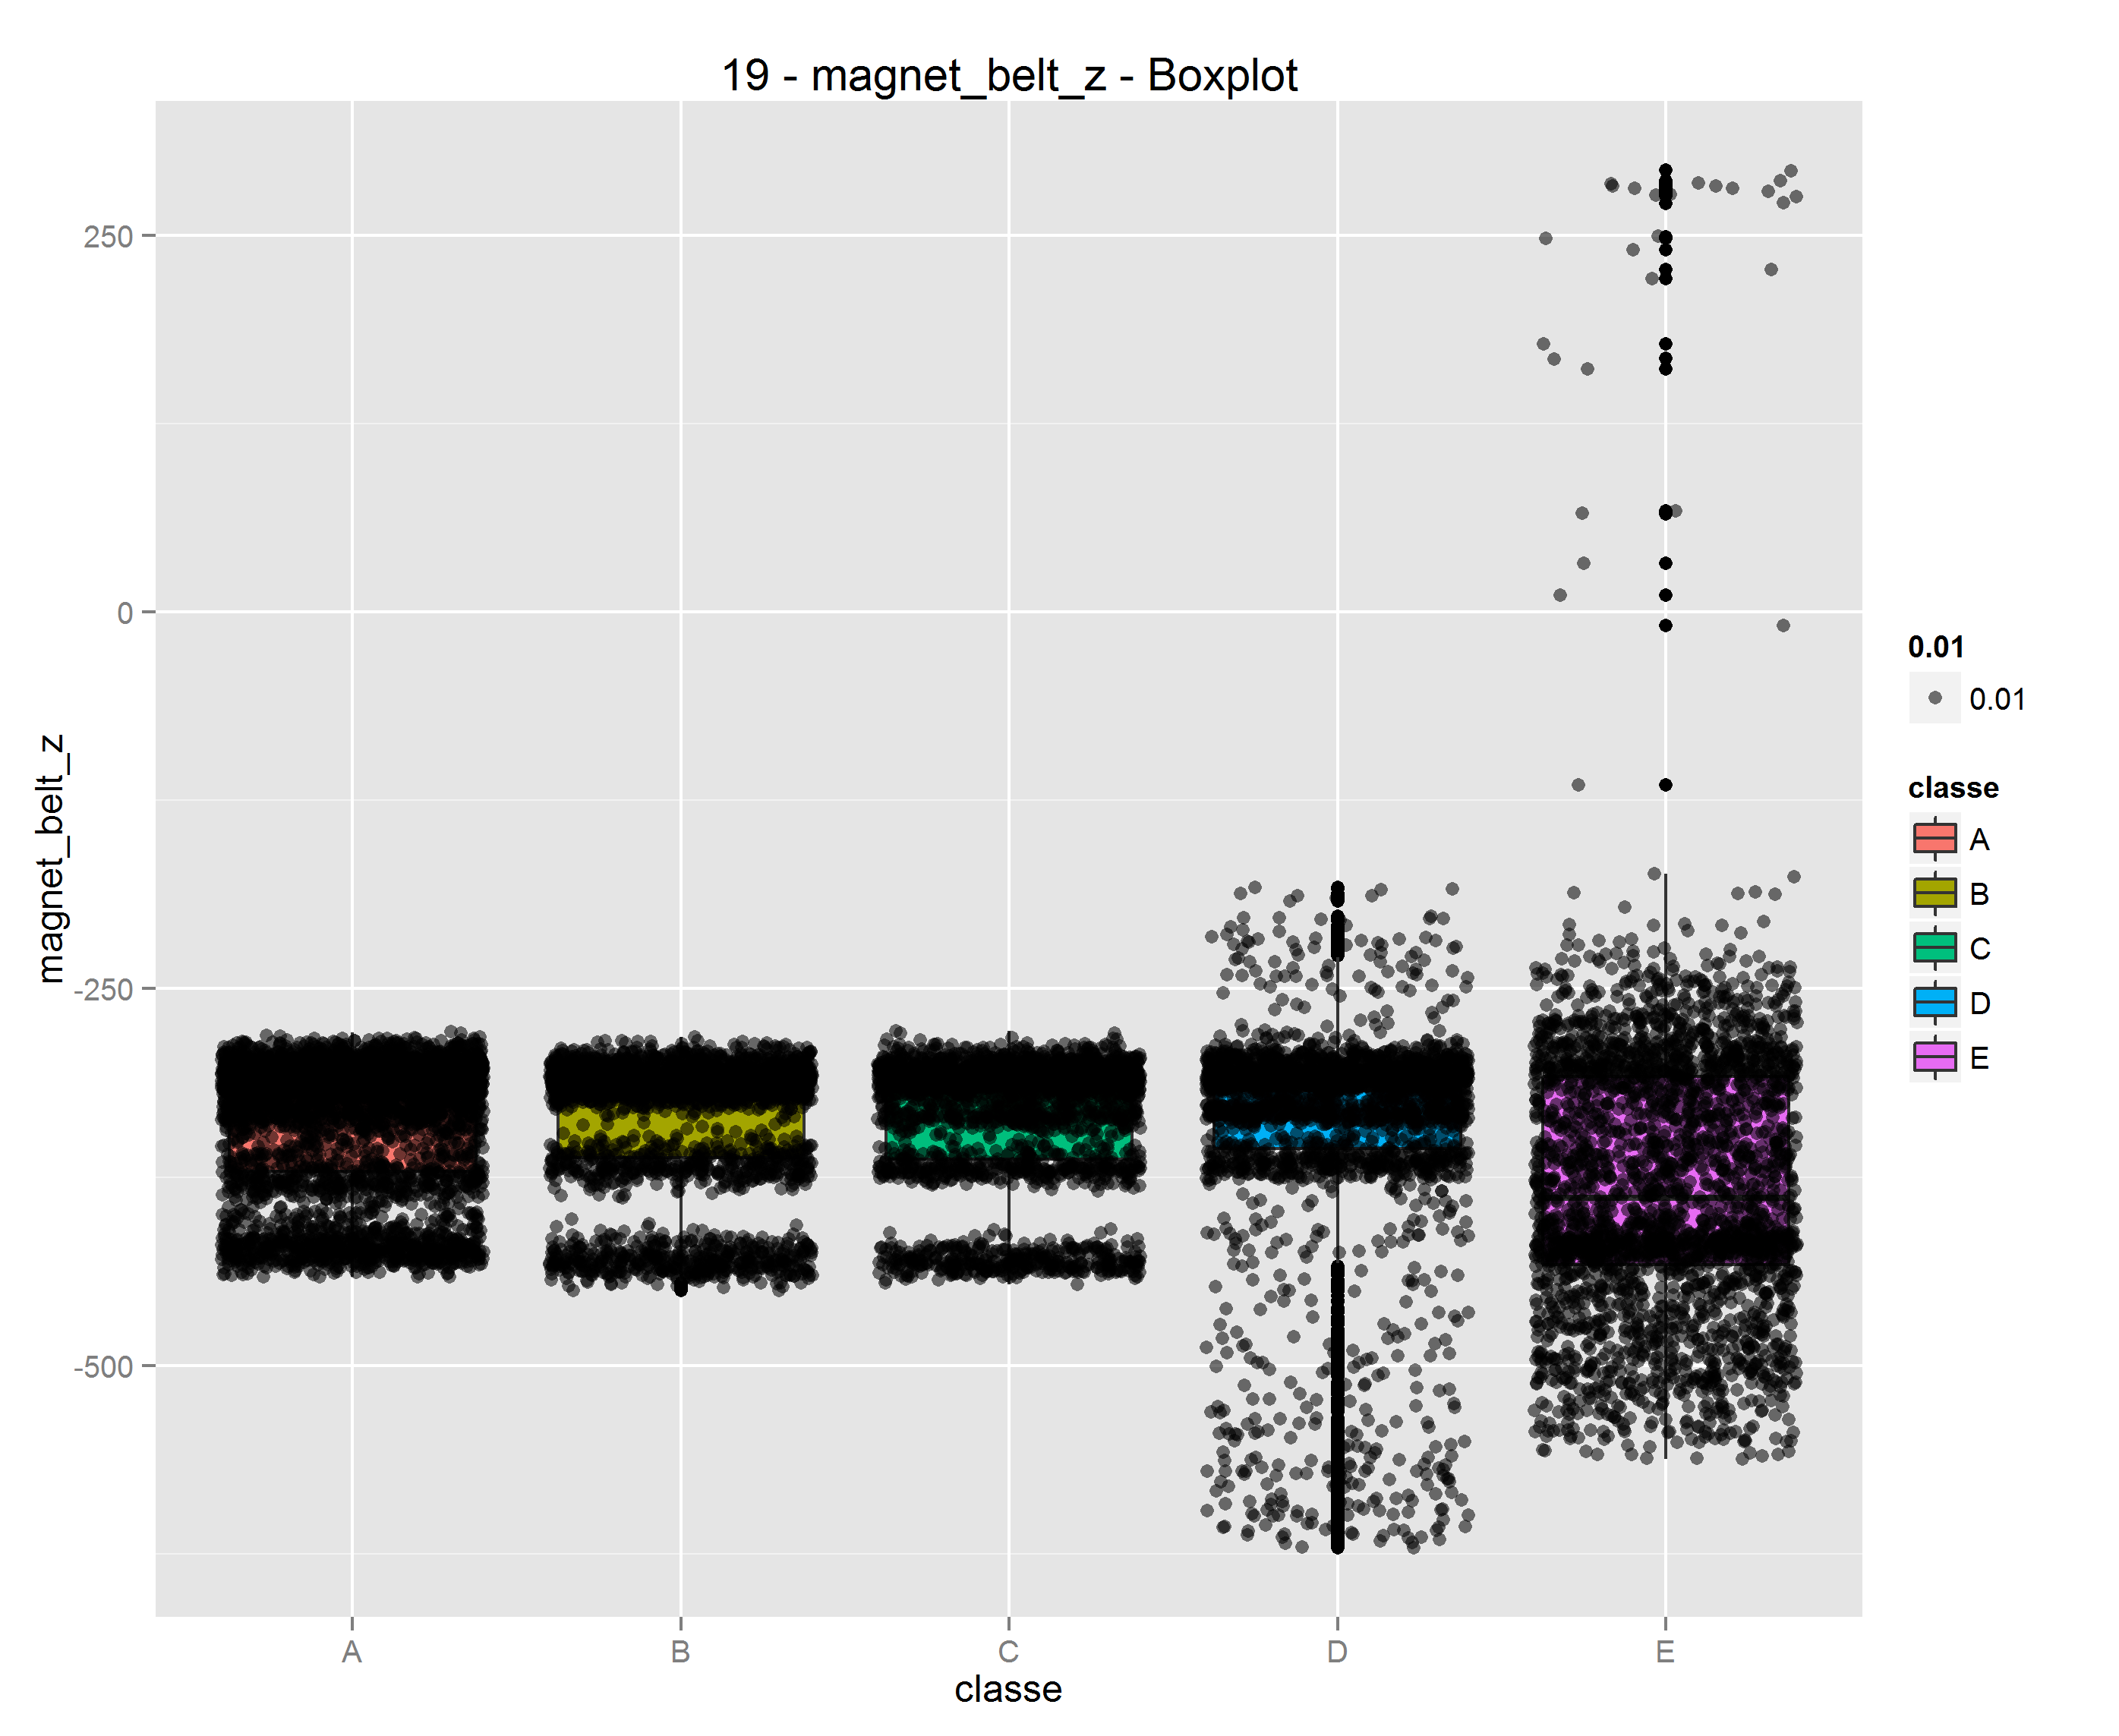 19 - magnet_belt_z - Boxplot
magnet_belt_z
250
0
-250
-500
A
B
C
D
E
classe
0.01
0.01
classe
A
B
C
D
E